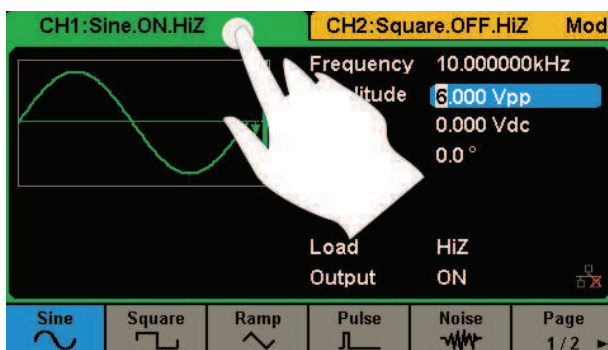 CH1:Sine.ON.HiZ
CH2:Square.OFF.HiZ Mod
Frequency 10.000000kHz
6.000 Vpp
0.000 Vdc
0.0 °
Load HiZ
Output ON
Sine Square Ramp Pulse Noise Page
1/2